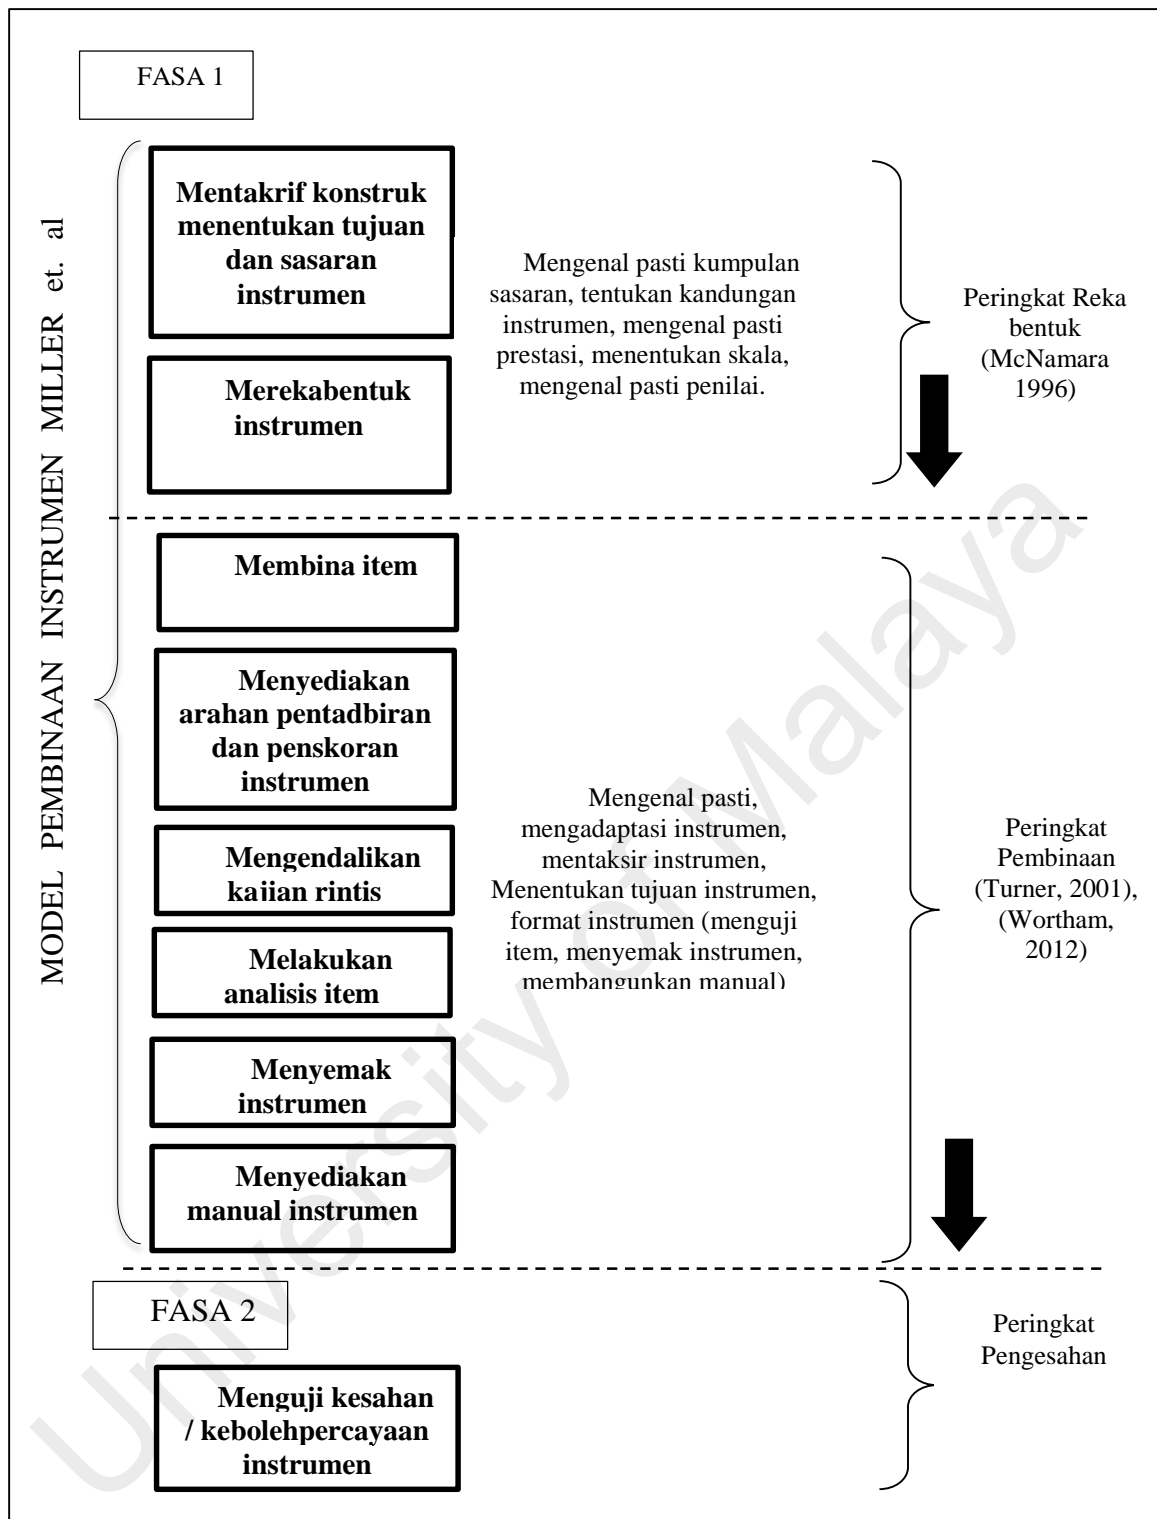 FASA 1
MODEL PEMBINAAN INSTRUMEN MILLER et. al
Mentakrif konstruk
menentukan tujuan
dan sasaran
instrumen
Merekabentuk
instrumen
Mengenal pasti kumpulan
sasaran, tentukan kandungan
instrumen, mengenal pasti
prestasi, menentukan skala,
mengenal pasti penilai.
Peringkat Reka
bentuk
(McNamara
1996)
Membina item
Menyediakan
arahan pentadbiran
dan penskoran
instrumen
Mengendalikan
kajian rintis
Melakukan
analisis item
Menyemak
instrumen
Menyediakan
manual instrumen
Mengenal pasti,
mengadaptasi instrumen,
mentaksir instrumen,
Menentukan tujuan instrumen,
format instrumen (menguji
item, menyemak instrumen,
membangunkan manual)
Peringkat
Pembinaan
(Turner, 2001),
(Wortham,
2012)
FASA 2
Menguji kesahan
/ kebolehpercayaan
instrumen
Peringkat
Pengesahan
University of Malaya